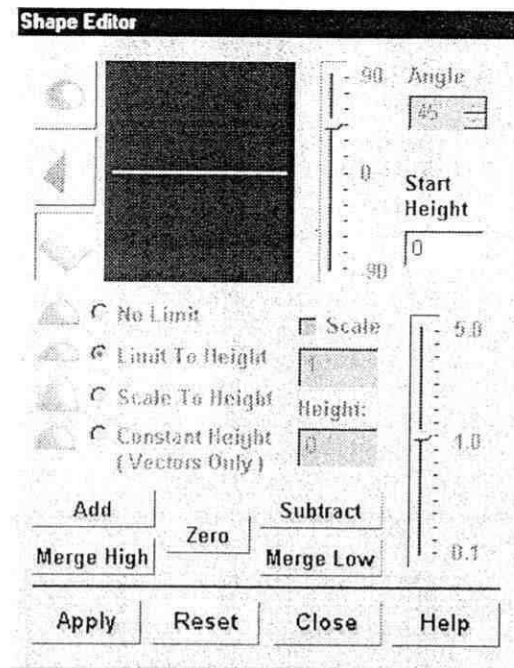 Shape Editor
90
Angle
45
0
Start
Height
0
-90
No Limit
Scale
5.0
Limit To Height
1
Scale To Height
Height:
Constant Height
(Vectors Only)
0
1.0
Add
Subtract
Zero
Merge High
Merge Low
0.1
Apply
Reset
Close
Help